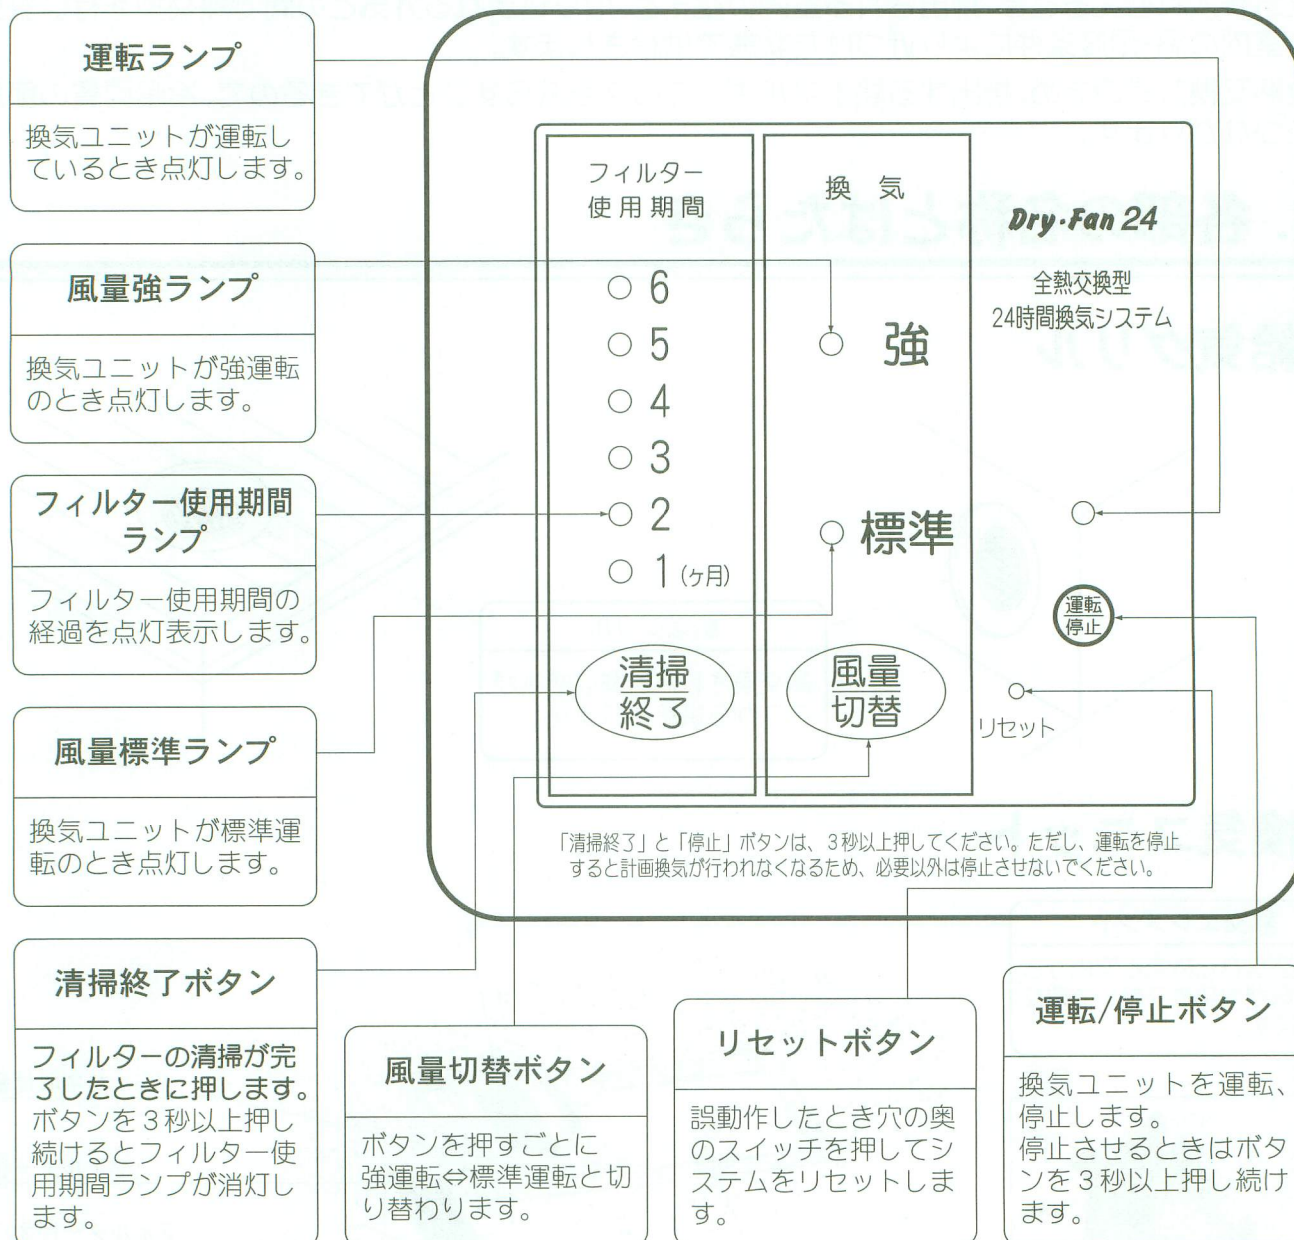 運転ランプ
換気ユニットが運転し
ているとき点灯します。
風量強ランプ
換気ユニットが強運転
のとき点灯します。
フィルター使用期間
ランプ
フィルター使用期間の
経過を点灯表示します。
風量標準ランプ
換気ユニットが標準運
転のとき点灯します。
清掃終了ボタン
フィルターの清掃が完
了したときに押します。
ボタンを3秒以上押し
続けるとフィルター使
用期間ランプが消灯し
ます。
フィルター
使用期間
6
5
4
3
2
1(ヶ月)
清掃
終了
換気
強
標準
風量
切替
Dry・Fan 24
全熱交換型
24時間換気システム
運転
停止
リセット
「清掃終了」と「停止」ボタンは、3秒以上押してください。ただし、運転を停止
すると計画換気が行われなくなるため、必要以外は停止させないでください。
風量切替ボタン
ボタンを押すごとに
強運転⇔標準運転と切
り替わります。
リセットボタン
誤動作したとき穴の奥
のスイッチを押してシ
ステムをリセットしま
す。
運転/停止ボタン
換気ユニットを運転、
停止します。
停止させるときはボタ
ンを3秒以上押し続け
ます。